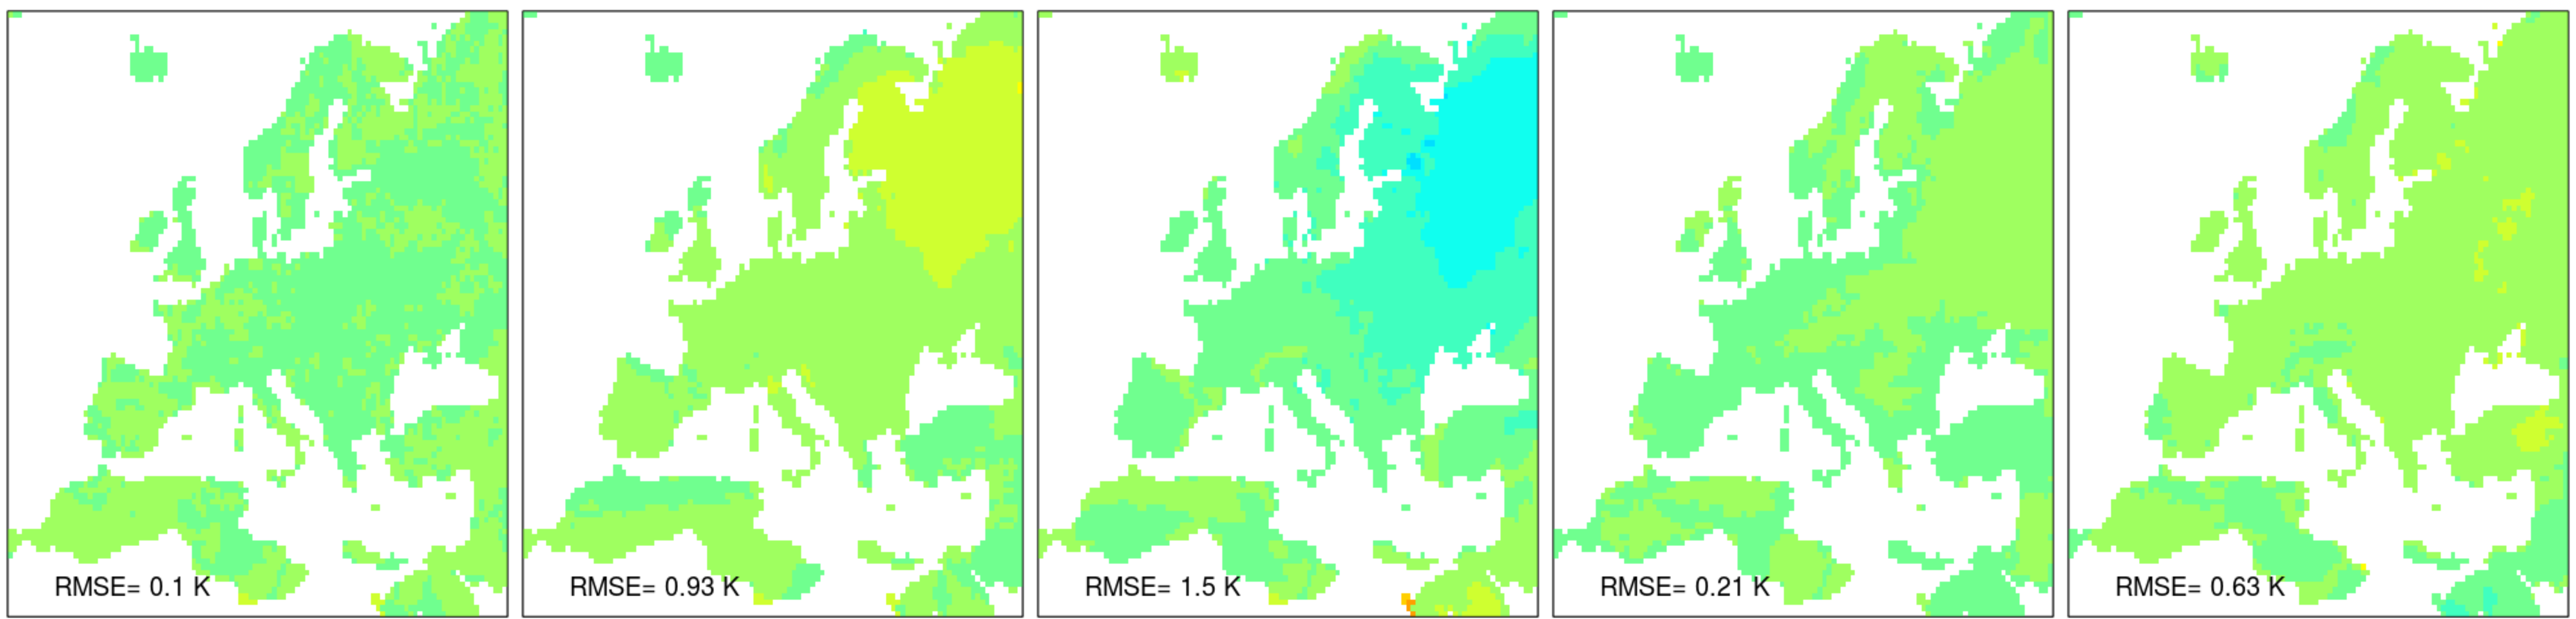 RMSE= 0.1 K
RMSE= 0.93 K
RMSE= 1.5 K
RMSE= 0.21 K
RMSE= 0.63 K